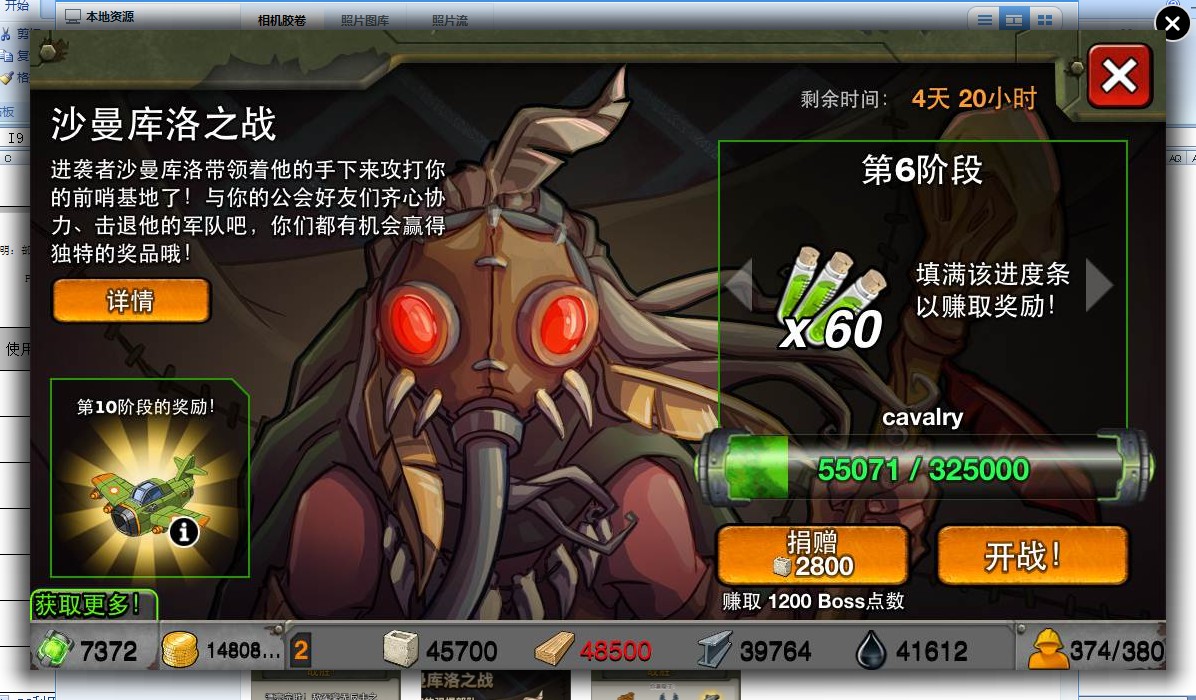 开始
本地资源
相机胶卷
照片图库
照片流
I9
AQ
使用
剩余时间：
4天 20小时
沙曼库洛之战
进袭者沙曼库洛带领着他的手下来攻打你
的前哨基地了！与你的公会好友们齐心协
力、击退他的军队吧，你们都有机会赢得
独特的奖品哦！
详情
第6阶段
x 60
填满该进度条
以赚取奖励！
第10阶段的奖励！
cavalry
55071 / 325000
捐赠
2800
开战！
赚取 1200 Boss点数
获取更多！
7372
14808...
2
45700
48500
39764
41612
374/380